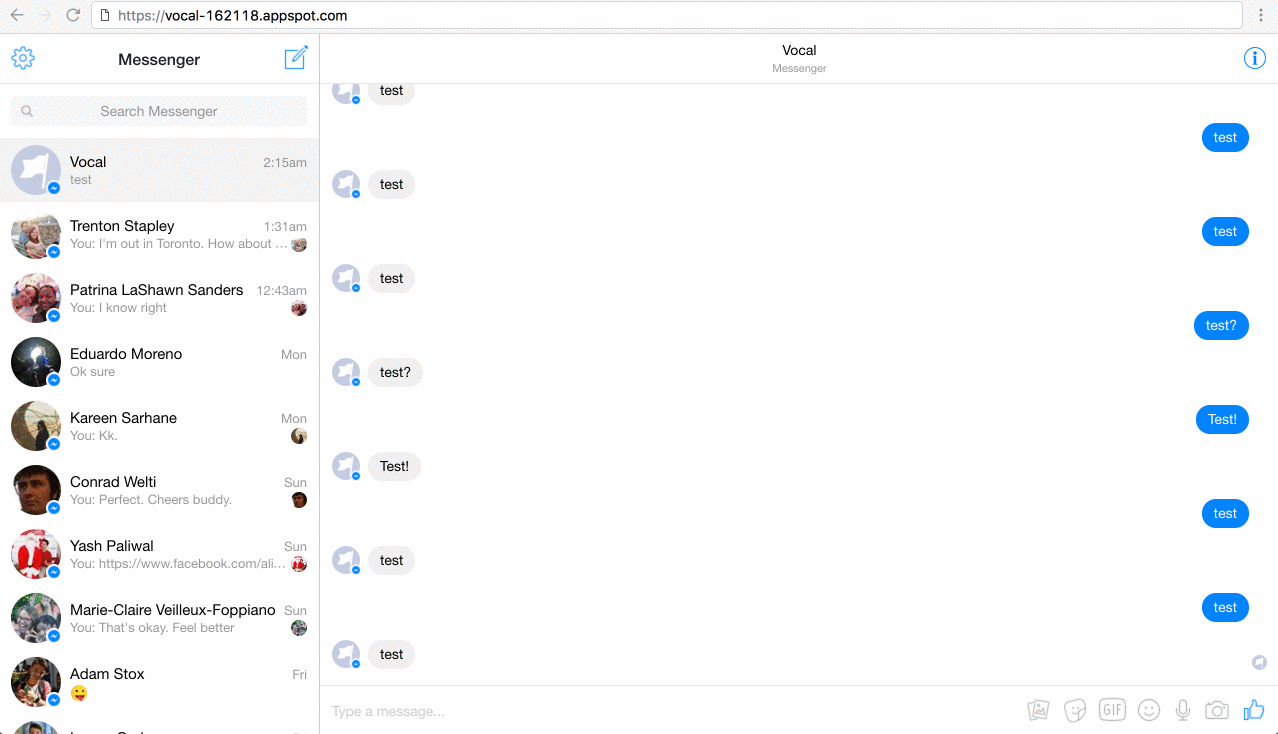 https://vocal-162118.appspot.com
Messenger
Search Messenger
Vocal 2:15am
test
Trenton Stapley 1:31am
You: I'm out in Toronto. How about ...
Patrina LaShawn Sanders 12:43am
You: I know right
Eduardo Moreno Mon
Ok sure
Kareen Sarhane Mon
You: Kk.
Conrad Welti Sun
You: Perfect. Cheers buddy.
Yash Paliwal Sun
You: https://www.facebook.com/ali...
Marie-Claire Veilleux-Foppiano Sun
You: That's okay. Feel better
Adam Stox Fri
😜
Vocal
Messenger
test
test
test
test
test
test?
test?
Test!
Test!
test
test
test
test
Type a message...
GIF